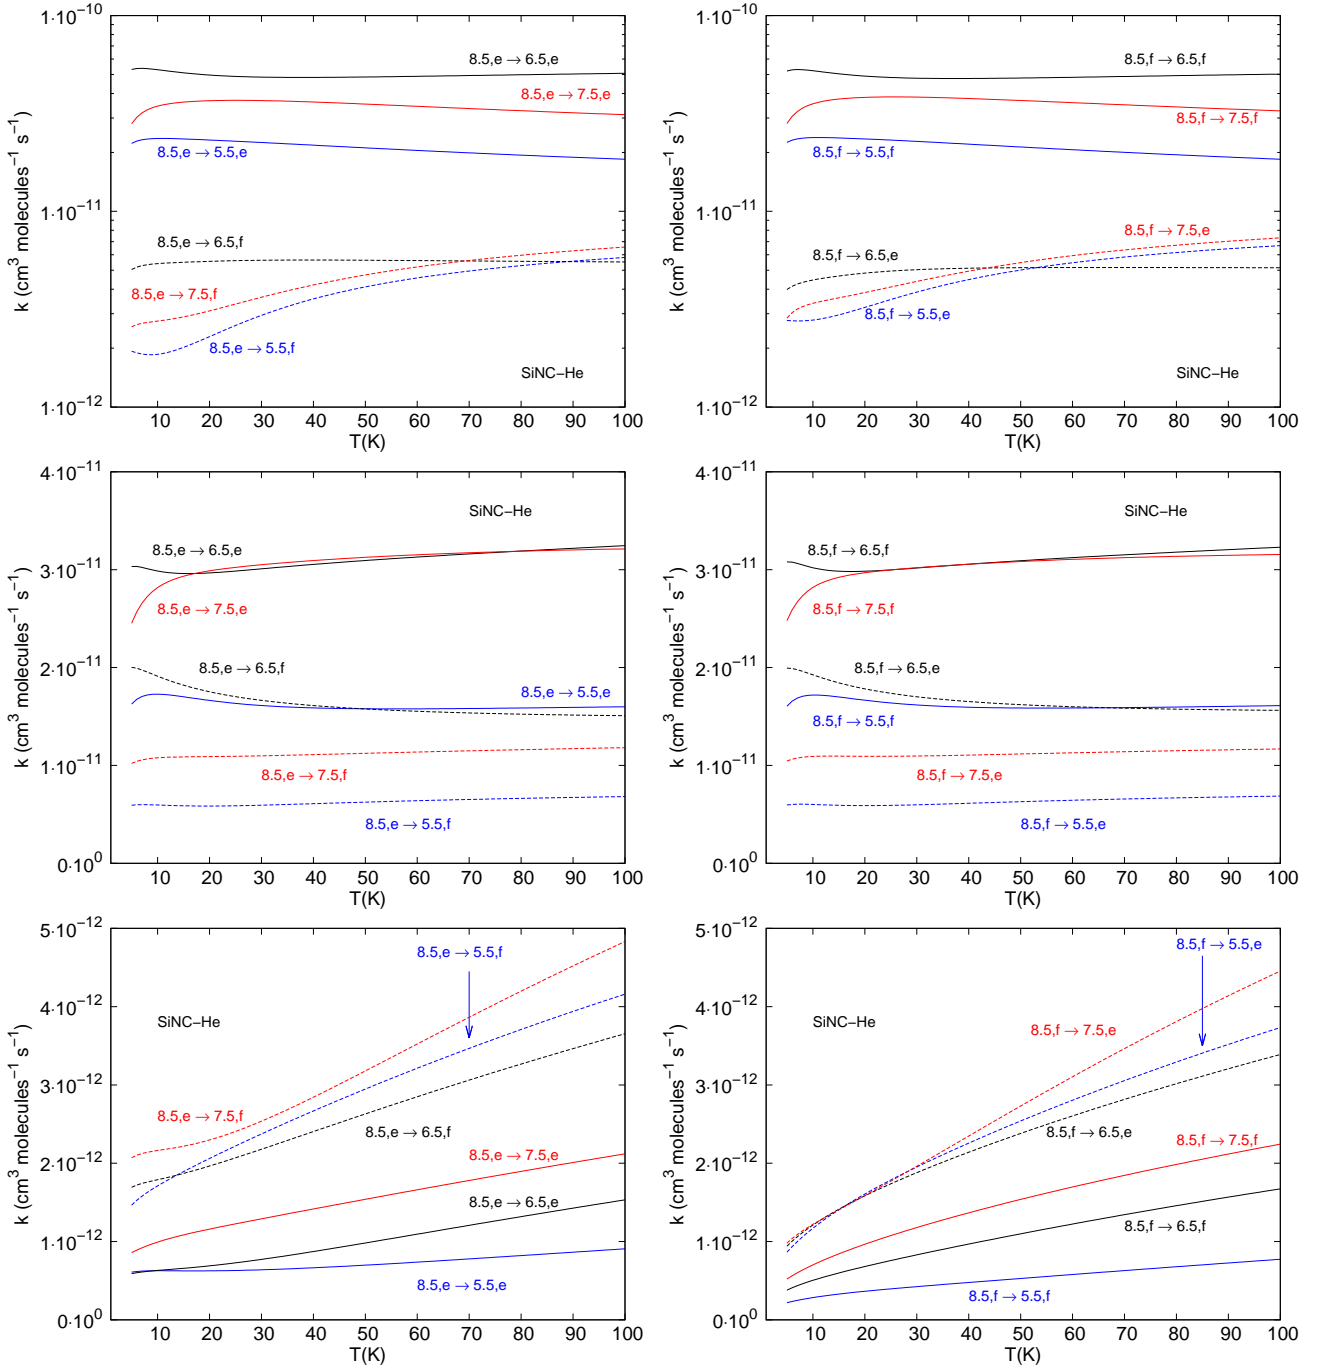 1·10⁻¹⁰
1·10⁻¹¹
1·10⁻¹²
k (cm³ molecules⁻¹ s⁻¹)
8.5,e → 6.5,e
8.5,e → 7.5,e
8.5,e → 5.5,e
8.5,e → 6.5,f
8.5,e → 7.5,f
8.5,e → 5.5,f
SiNC−He
10 20 30 40 50 60 70 80 90 100
T(K)
1·10⁻¹⁰
1·10⁻¹¹
1·10⁻¹²
k (cm³ molecules⁻¹ s⁻¹)
8.5,f → 6.5,f
8.5,f → 7.5,f
8.5,f → 5.5,f
8.5,f → 7.5,e
8.5,f → 6.5,e
8.5,f → 5.5,e
SiNC−He
10 20 30 40 50 60 70 80 90 100
T(K)
4·10⁻¹¹
3·10⁻¹¹
2·10⁻¹¹
1·10⁻¹¹
0·10⁰
k (cm³ molecules⁻¹ s⁻¹)
SiNC−He
8.5,e → 6.5,e
8.5,e → 7.5,e
8.5,e → 6.5,f
8.5,e → 5.5,e
8.5,e → 7.5,f
8.5,e → 5.5,f
10 20 30 40 50 60 70 80 90 100
T(K)
4·10⁻¹¹
3·10⁻¹¹
2·10⁻¹¹
1·10⁻¹¹
0·10⁰
k (cm³ molecules⁻¹ s⁻¹)
SiNC−He
8.5,f → 6.5,f
8.5,f → 7.5,f
8.5,f → 6.5,e
8.5,f → 5.5,f
8.5,f → 7.5,e
8.5,f → 5.5,e
10 20 30 40 50 60 70 80 90 100
T(K)
5·10⁻¹²
4·10⁻¹²
3·10⁻¹²
2·10⁻¹²
1·10⁻¹²
0·10⁰
k (cm³ molecules⁻¹ s⁻¹)
8.5,e → 5.5,f
SiNC−He
8.5,e → 7.5,f
8.5,e → 6.5,f
8.5,e → 7.5,e
8.5,e → 6.5,e
8.5,e → 5.5,e
10 20 30 40 50 60 70 80 90 100
T(K)
5·10⁻¹²
4·10⁻¹²
3·10⁻¹²
2·10⁻¹²
1·10⁻¹²
0·10⁰
k (cm³ molecules⁻¹ s⁻¹)
8.5,f → 5.5,e
SiNC−He
8.5,f → 7.5,e
8.5,f → 6.5,e
8.5,f → 7.5,f
8.5,f → 6.5,f
8.5,f → 5.5,f
10 20 30 40 50 60 70 80 90 100
T(K)